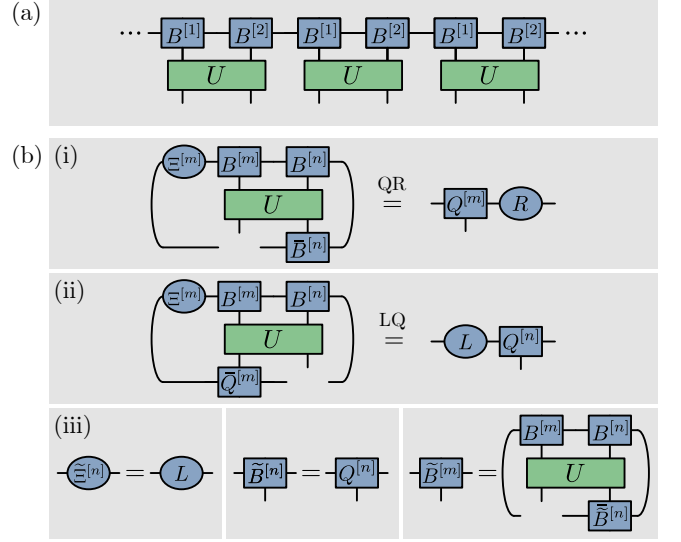 (a)
⋯ B^{[1]} B^{[2]} B^{[1]} B^{[2]} B^{[1]} B^{[2]} ⋯
U U U
(b) (i)
Ξ^{[m]} B^{[m]} B^{[n]}
U
QR
=
Q^{[m]} R
B̄^{[n]}
(ii)
Ξ^{[m]} B^{[m]} B^{[n]}
U
LQ
=
L Q^{[n]}
Q̄^{[m]}
(iii)
Ξ̃^{[n]} = L
B̃^{[n]} = Q^{[n]}
B̃^{[m]} =
B^{[m]} B^{[n]}
U
B̃̄^{[n]}